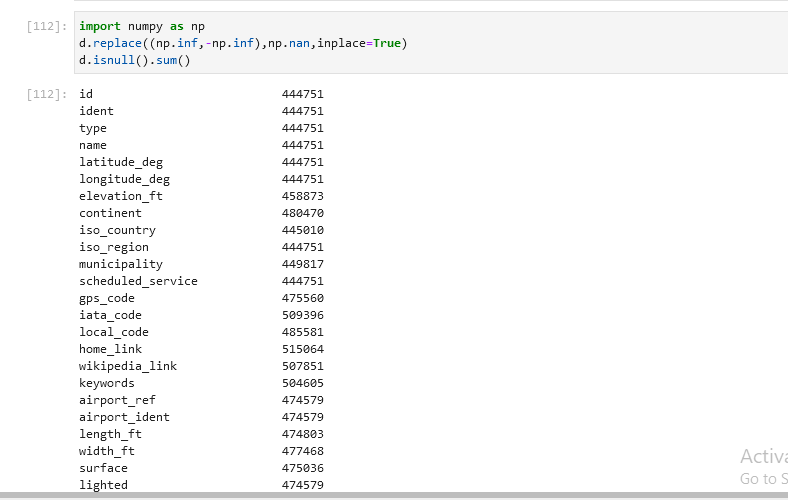 [112]: import numpy as np
d.replace((np.inf,-np.inf),np.nan,inplace=True)
d.isnull().sum()
[112]: id 444751
ident 444751
type 444751
name 444751
latitude_deg 444751
longitude_deg 444751
elevation_ft 458873
continent 480470
iso_country 445010
iso_region 444751
municipality 449817
scheduled_service 444751
gps_code 475560
iata_code 509396
local_code 485581
home_link 515064
wikipedia_link 507851
keywords 504605
airport_ref 474579
airport_ident 474579
length_ft 474803
width_ft 477468
surface 475036
lighted 474579
Activa
Go to S